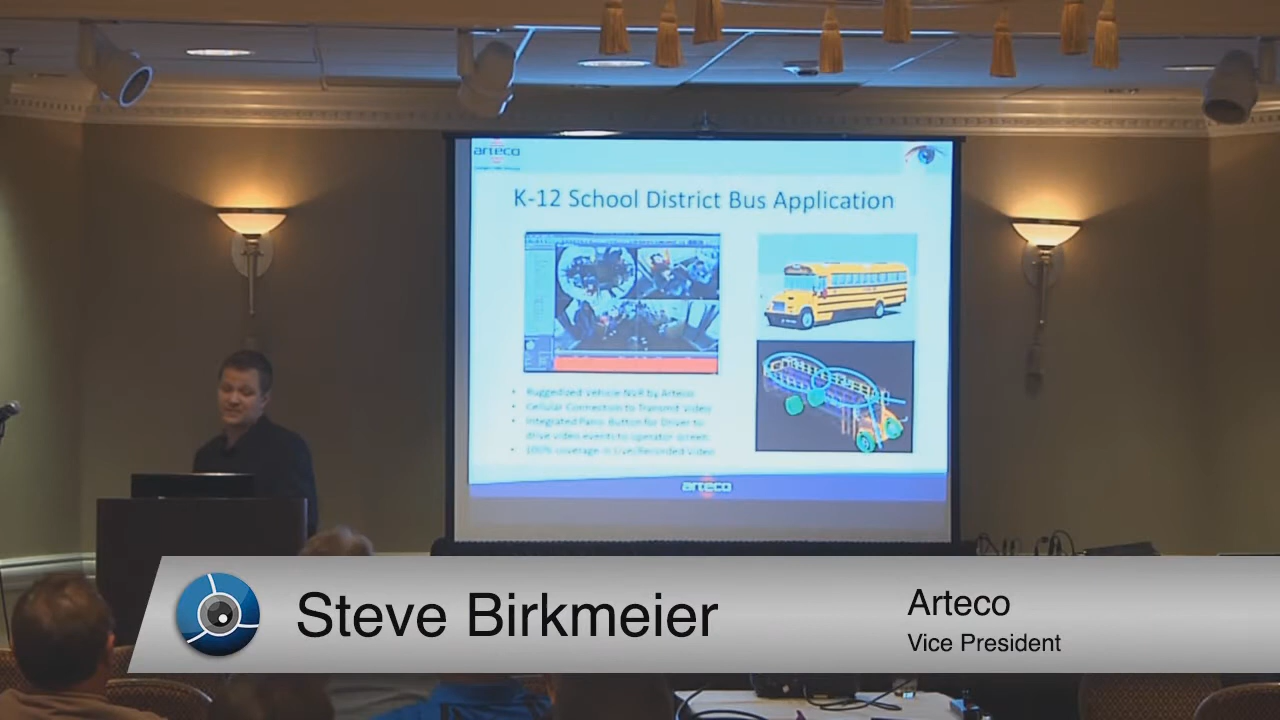 arteco
K-12 School District Bus Application
Ruggedized Vehicle NVR by Arteco
Cellular Connection to Transmit Video
Integrated Panic Button for Driver to
drive video events to operator screen
100% coverage in Live/Recorded video
arteco
Steve Birkmeier
Arteco
Vice President